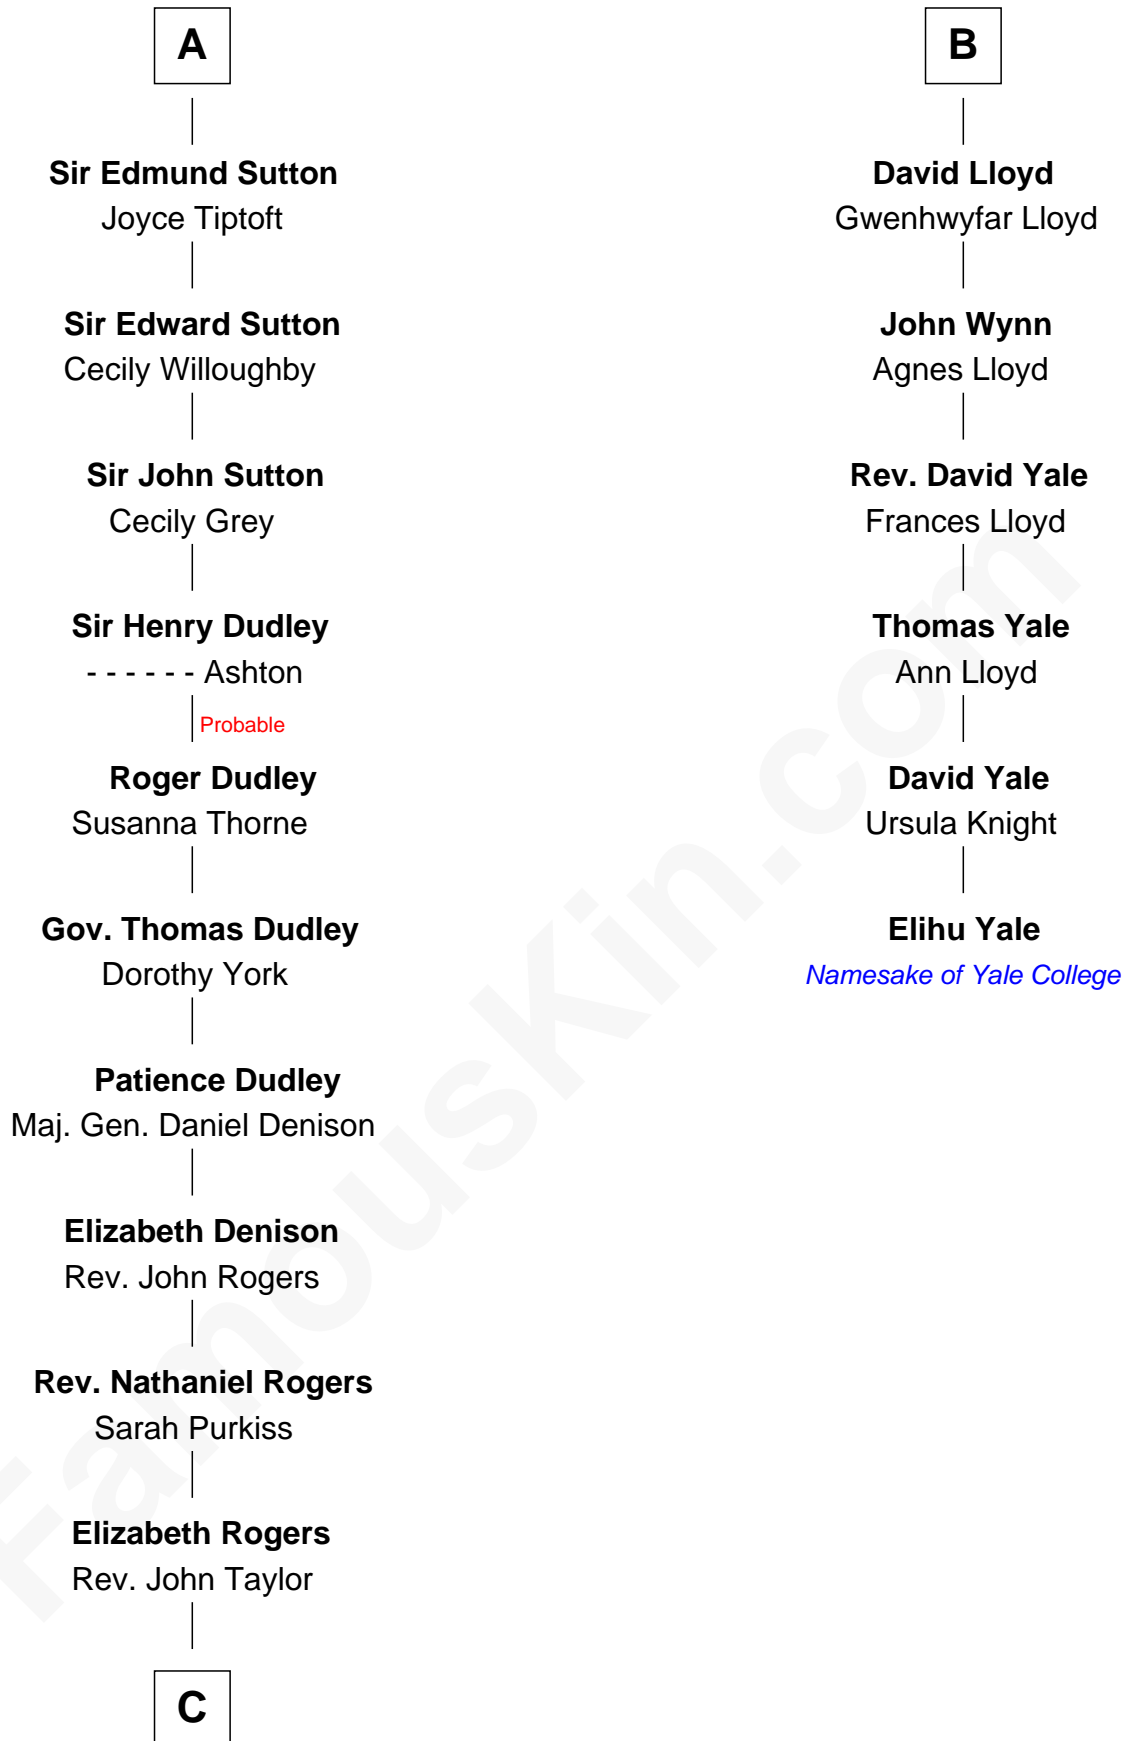 A
Sir Edmund Sutton
Joyce Tiptoft
Sir Edward Sutton
Cecily Willoughby
Sir John Sutton
Cecily Grey
Sir Henry Dudley
- - - - - - Ashton
Probable
Roger Dudley
Susanna Thorne
Gov. Thomas Dudley
Dorothy York
Patience Dudley
Maj. Gen. Daniel Denison
Elizabeth Denison
Rev. John Rogers
Rev. Nathaniel Rogers
Sarah Purkiss
Elizabeth Rogers
Rev. John Taylor
C
B
David Lloyd
Gwenhwyfar Lloyd
John Wynn
Agnes Lloyd
Rev. David Yale
Frances Lloyd
Thomas Yale
Ann Lloyd
David Yale
Ursula Knight
Elihu Yale
Namesake of Yale College
FamousKin.com